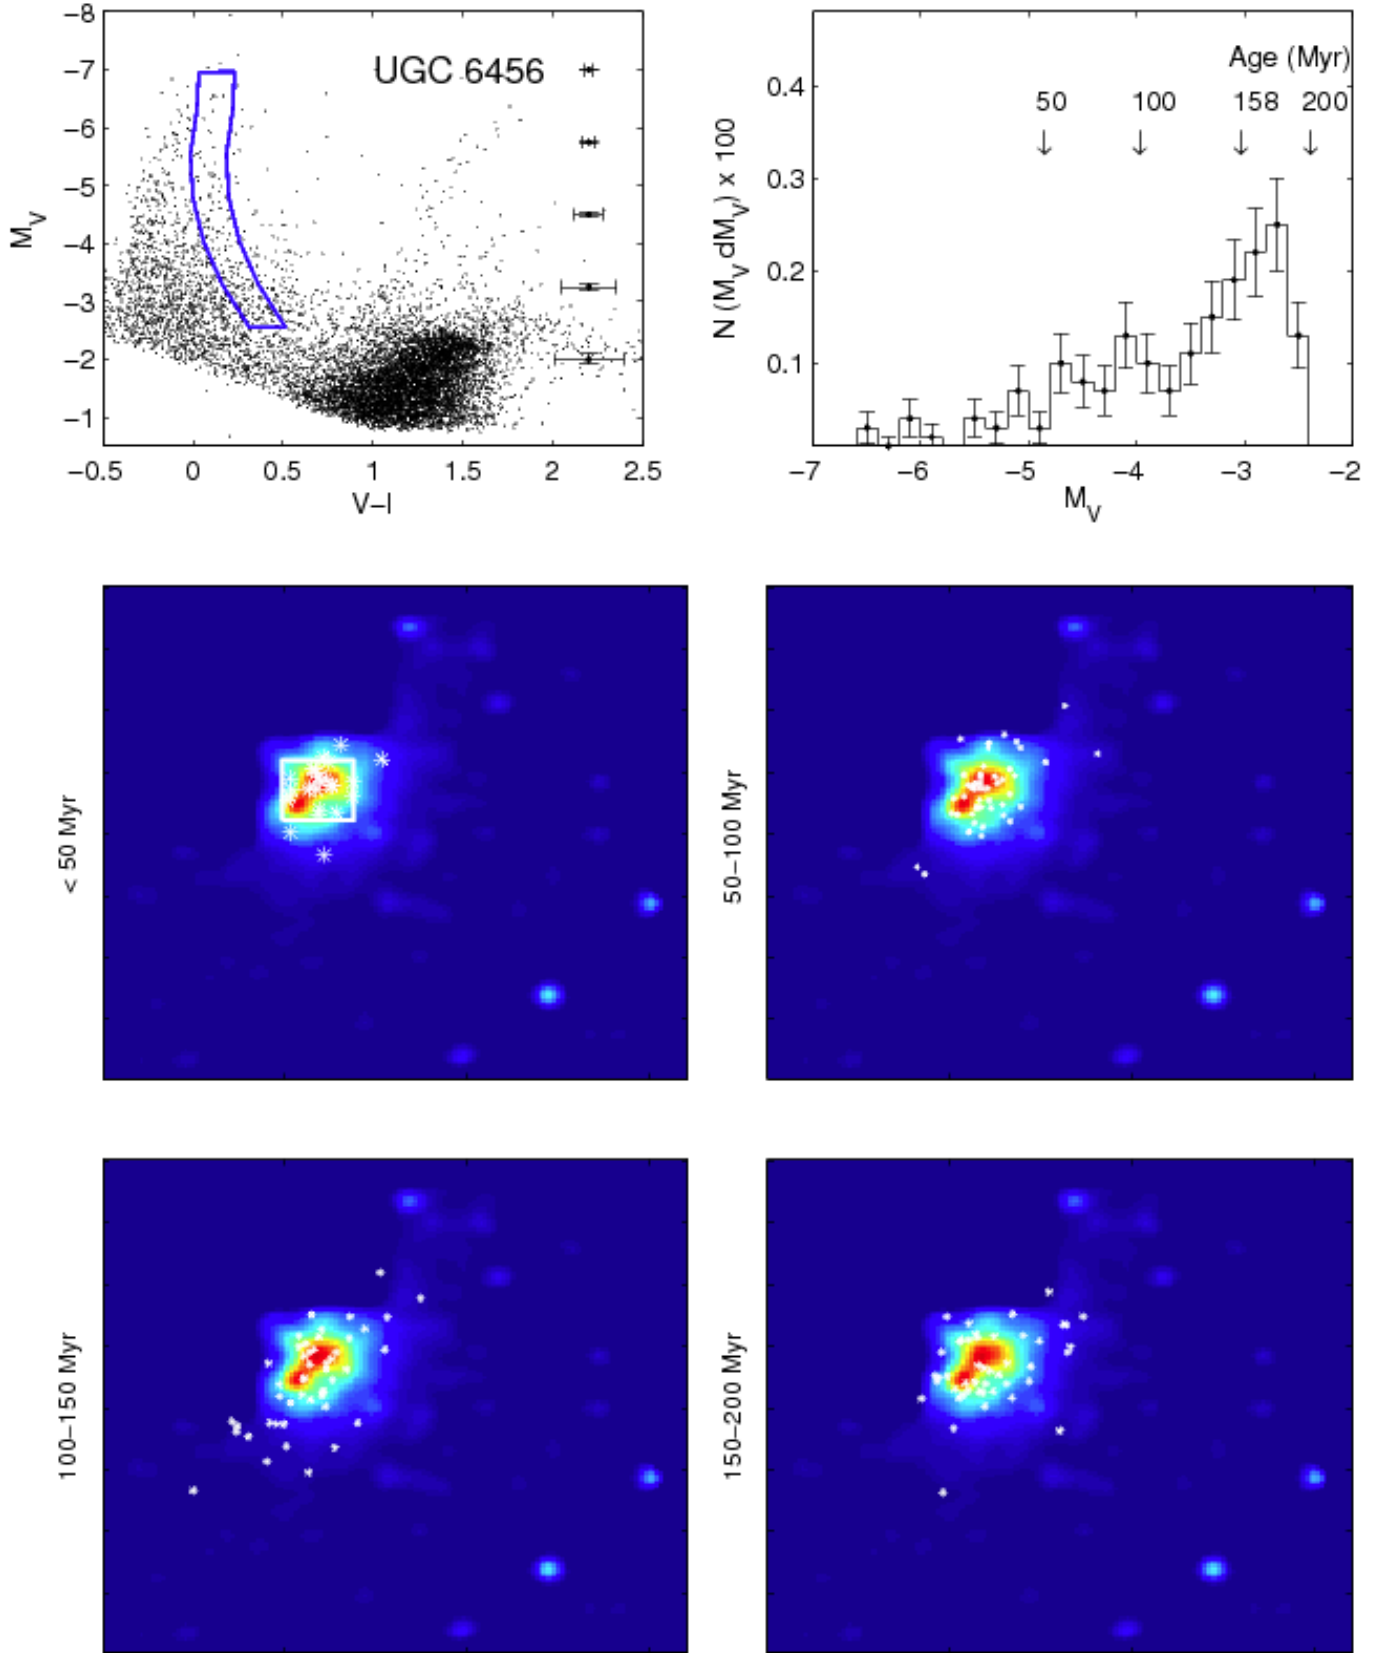 −8
−7
−6
−5
−4
−3
−2
−1
M_V
UGC 6456
−0.5 0 0.5 1 1.5 2 2.5
V−I
0.4
0.3
0.2
0.1
N (M_V dM_V) x 100
Age (Myr)
50 100 158 200
−7 −6 −5 −4 −3 −2
M_V
< 50 Myr
50−100 Myr
100−150 Myr
150−200 Myr